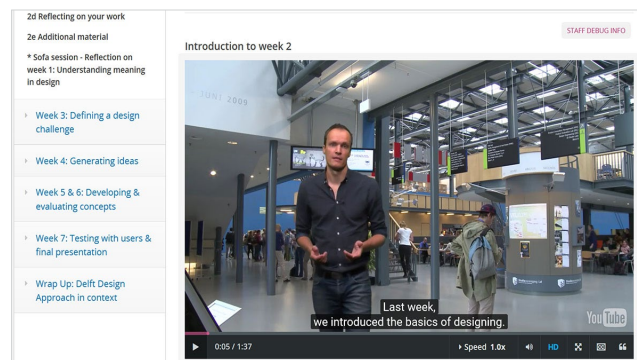 2d Reflecting on your work
2e Additional material
* Sofa session - Reflection on
week 1: Understanding meaning
in design
Week 3: Defining a design
challenge
Week 4: Generating ideas
Week 5 & 6: Developing &
evaluating concepts
Week 7: Testing with users &
final presentation
Wrap Up: Delft Design
Approach in context
STAFF DEBUG INFO
Introduction to week 2
JUNI 2009
Last week,
we introduced the basics of designing.
YouTube
0:05 / 1:37
Speed 1.0x
HD